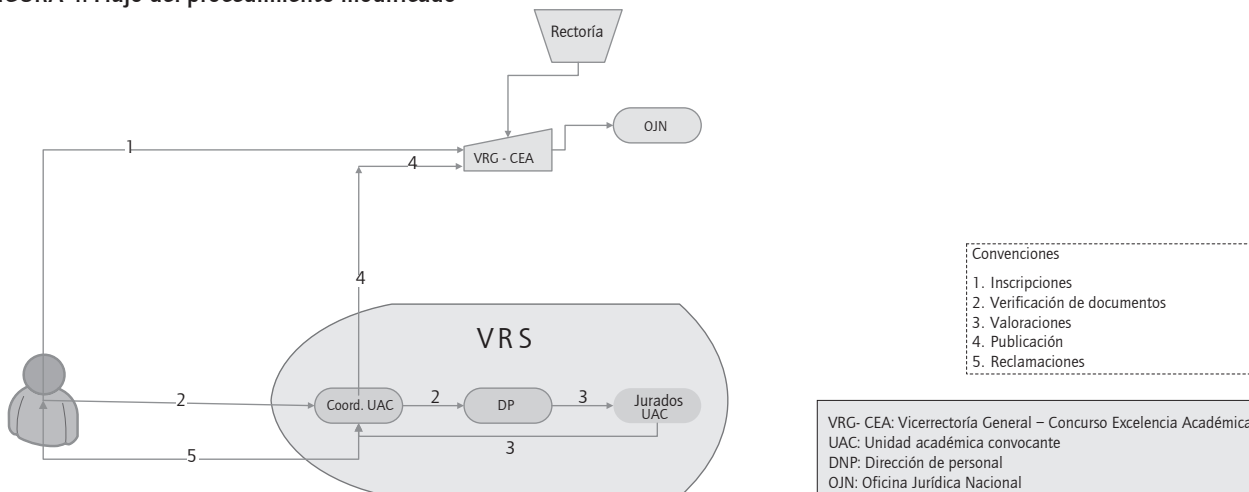 Rectoría
OJN
1
VRG - CEA
4
4
Convenciones
1. Inscripciones
2. Verificación de documentos
3. Valoraciones
4. Publicación
5. Reclamaciones
VRS
2
Coord. UAC
2
DP
3
Jurados
UAC
3
5
VRG- CEA: Vicerrectoría General – Concurso Excelencia Académica
UAC: Unidad académica convocante
DNP: Dirección de personal
OJN: Oficina Jurídica Nacional